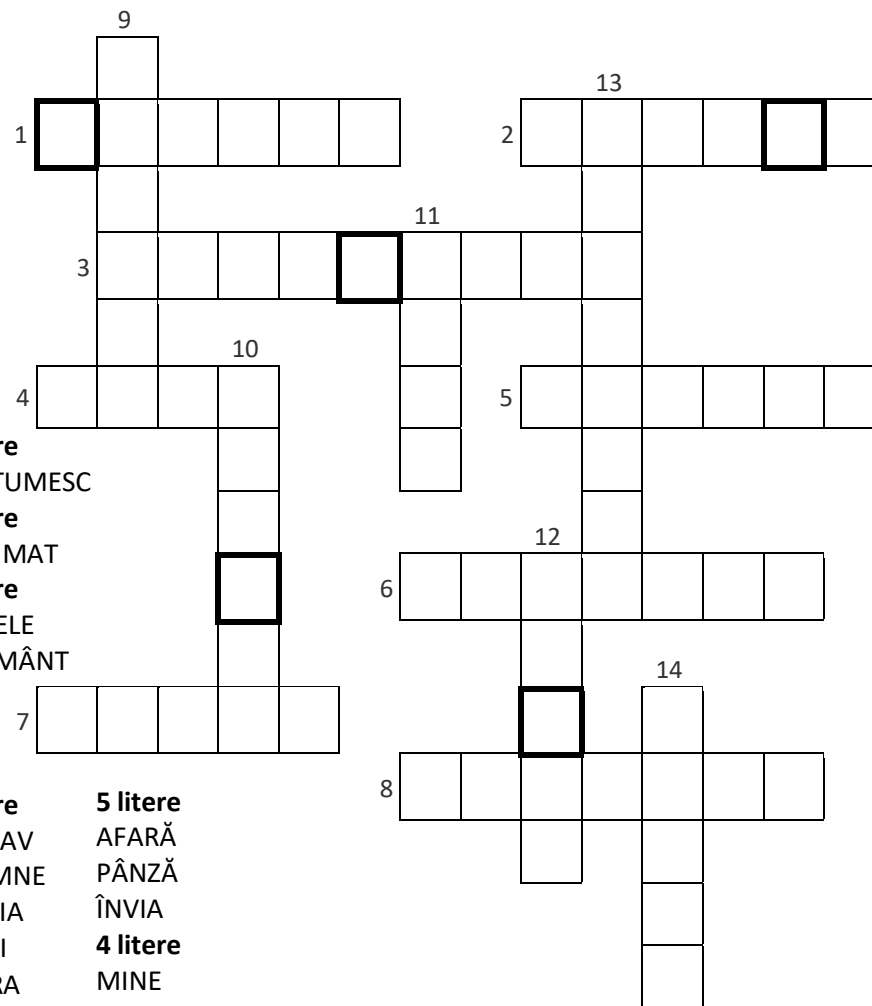 9
13
1 2
11
3
10
4 5
re
TUMESC
re
12
MAT
re 6
ELE
MÂNT
14
7
8
re 5 litere
AV AFARĂ
MNE PÂNZĂ
IA ÎNVIA
I 4 litere
RA MINE